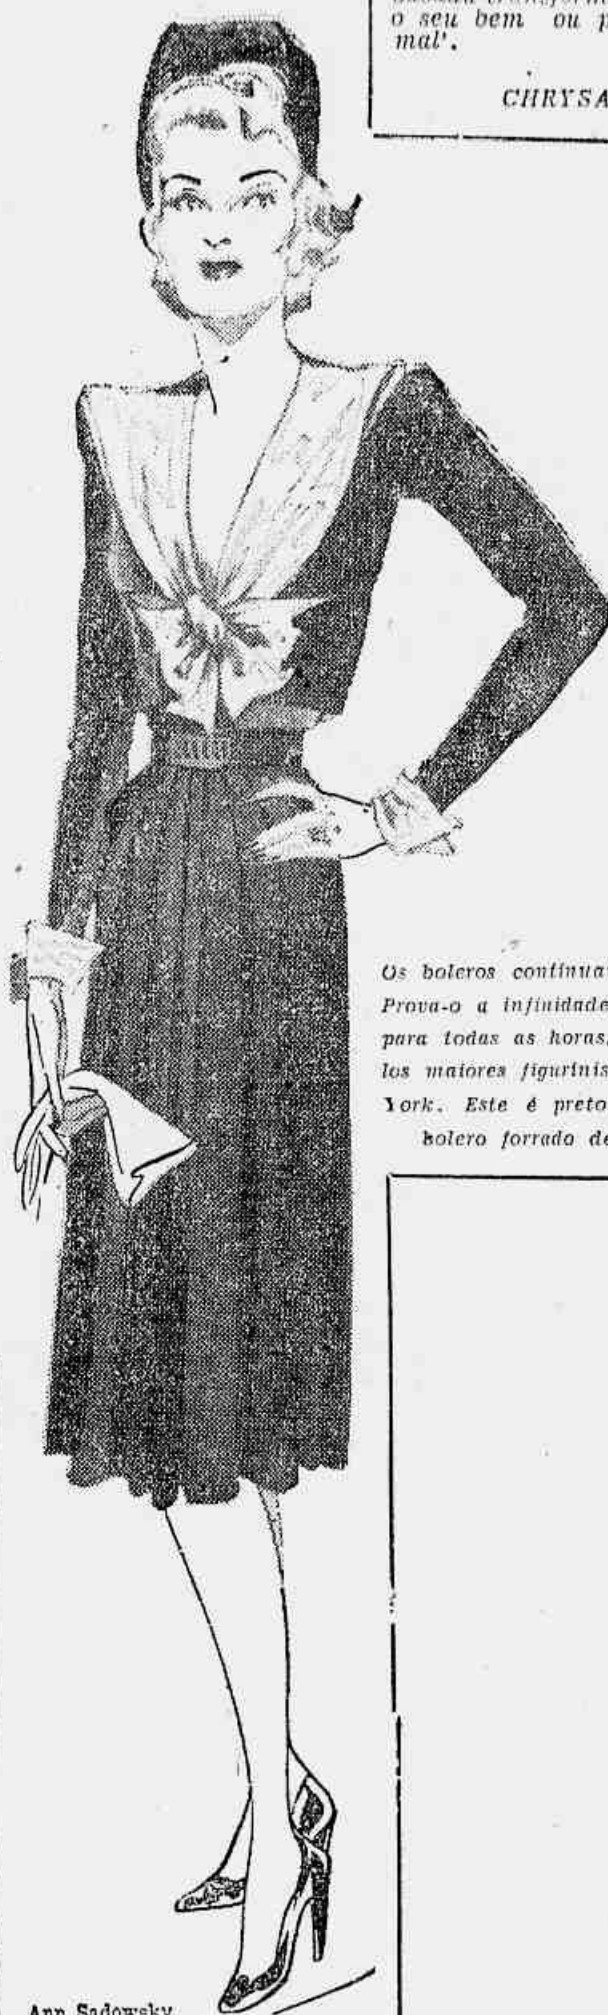 o seu bem ou p
mal'.
CHRYSA
Os boleros continua
Prova-o a infinidade
para todas as horas,
los maiores figurinis
York. Este é preto
bolero forrado de
Ann Sadowsky